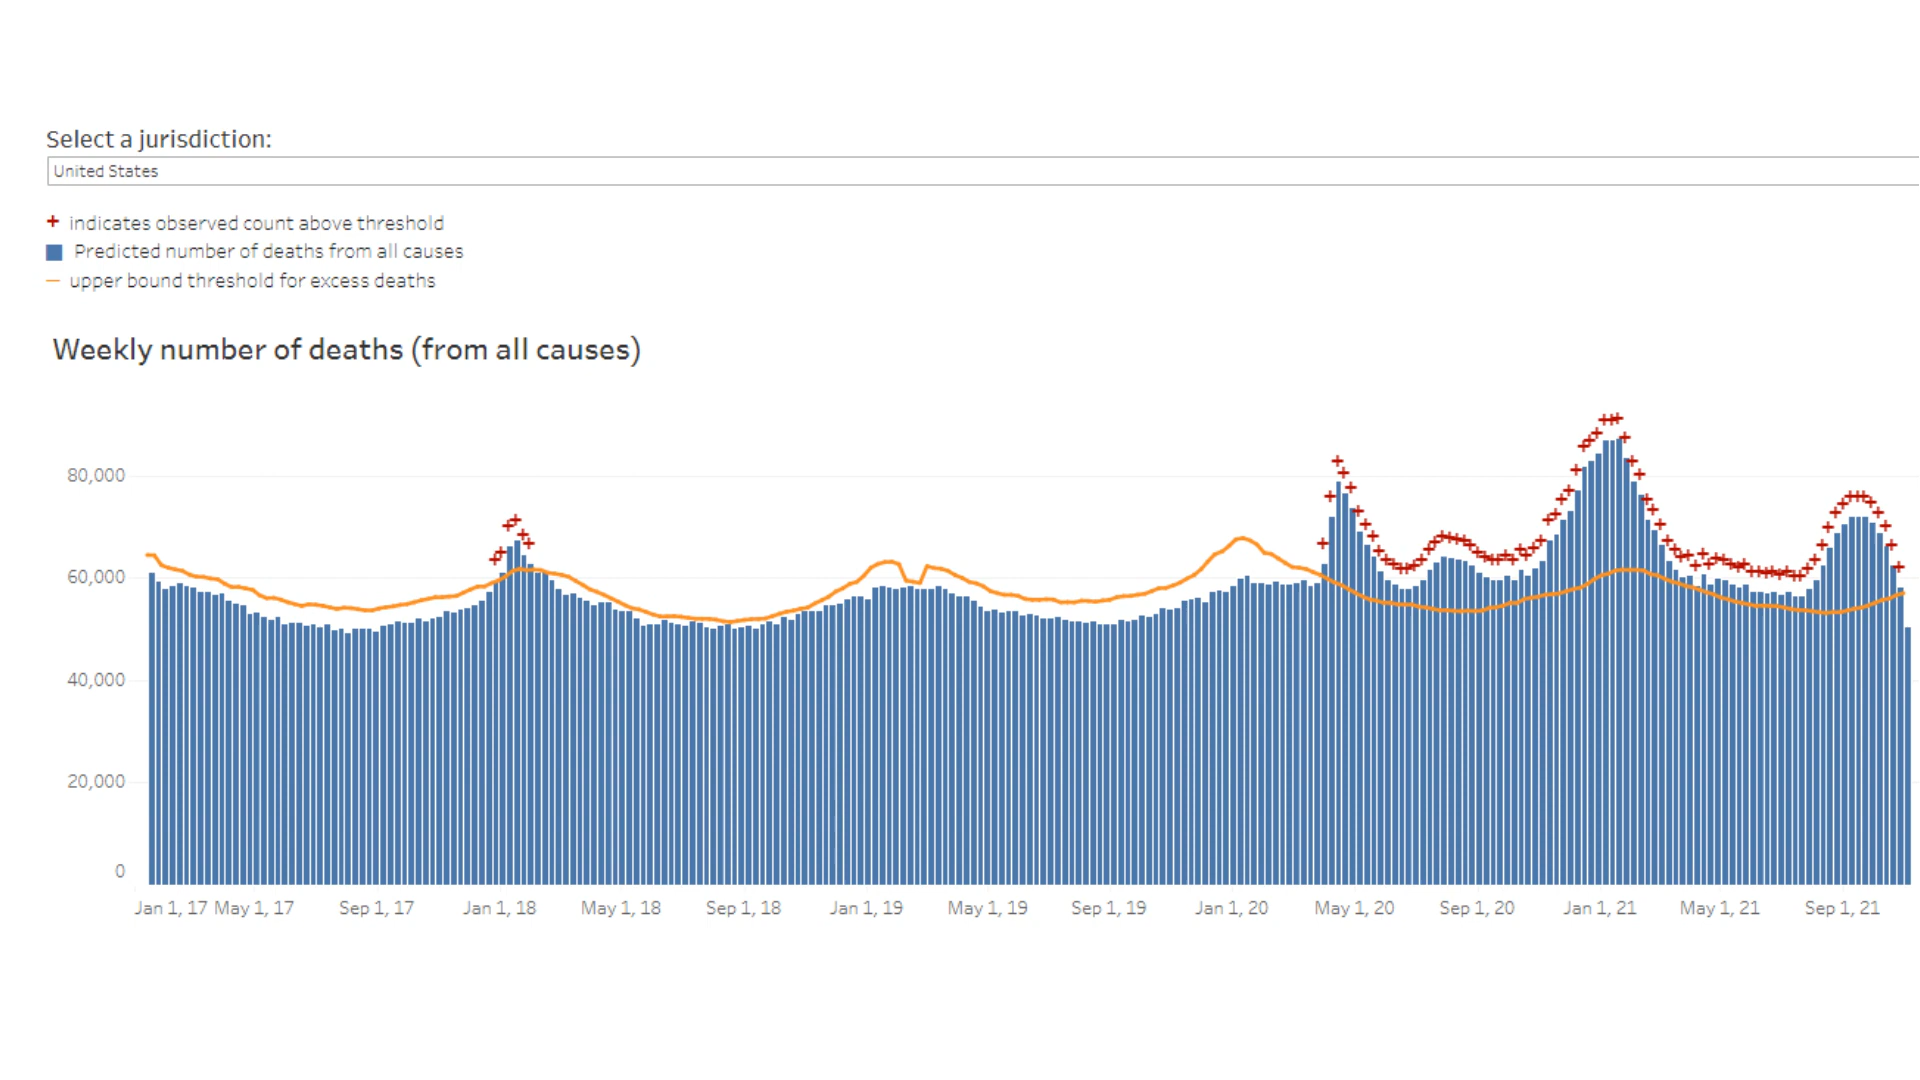 Select a jurisdiction:
United States
+ indicates observed count above threshold
Predicted number of deaths from all causes
upper bound threshold for excess deaths
Weekly number of deaths (from all causes)
80,000
60,000
40,000
20,000
0
Jan 1, 17 May 1, 17 Sep 1, 17 Jan 1, 18 May 1, 18 Sep 1, 18 Jan 1, 19 May 1, 19 Sep 1, 19 Jan 1, 20 May 1, 20 Sep 1, 20 Jan 1, 21 May 1, 21 Sep 1, 21